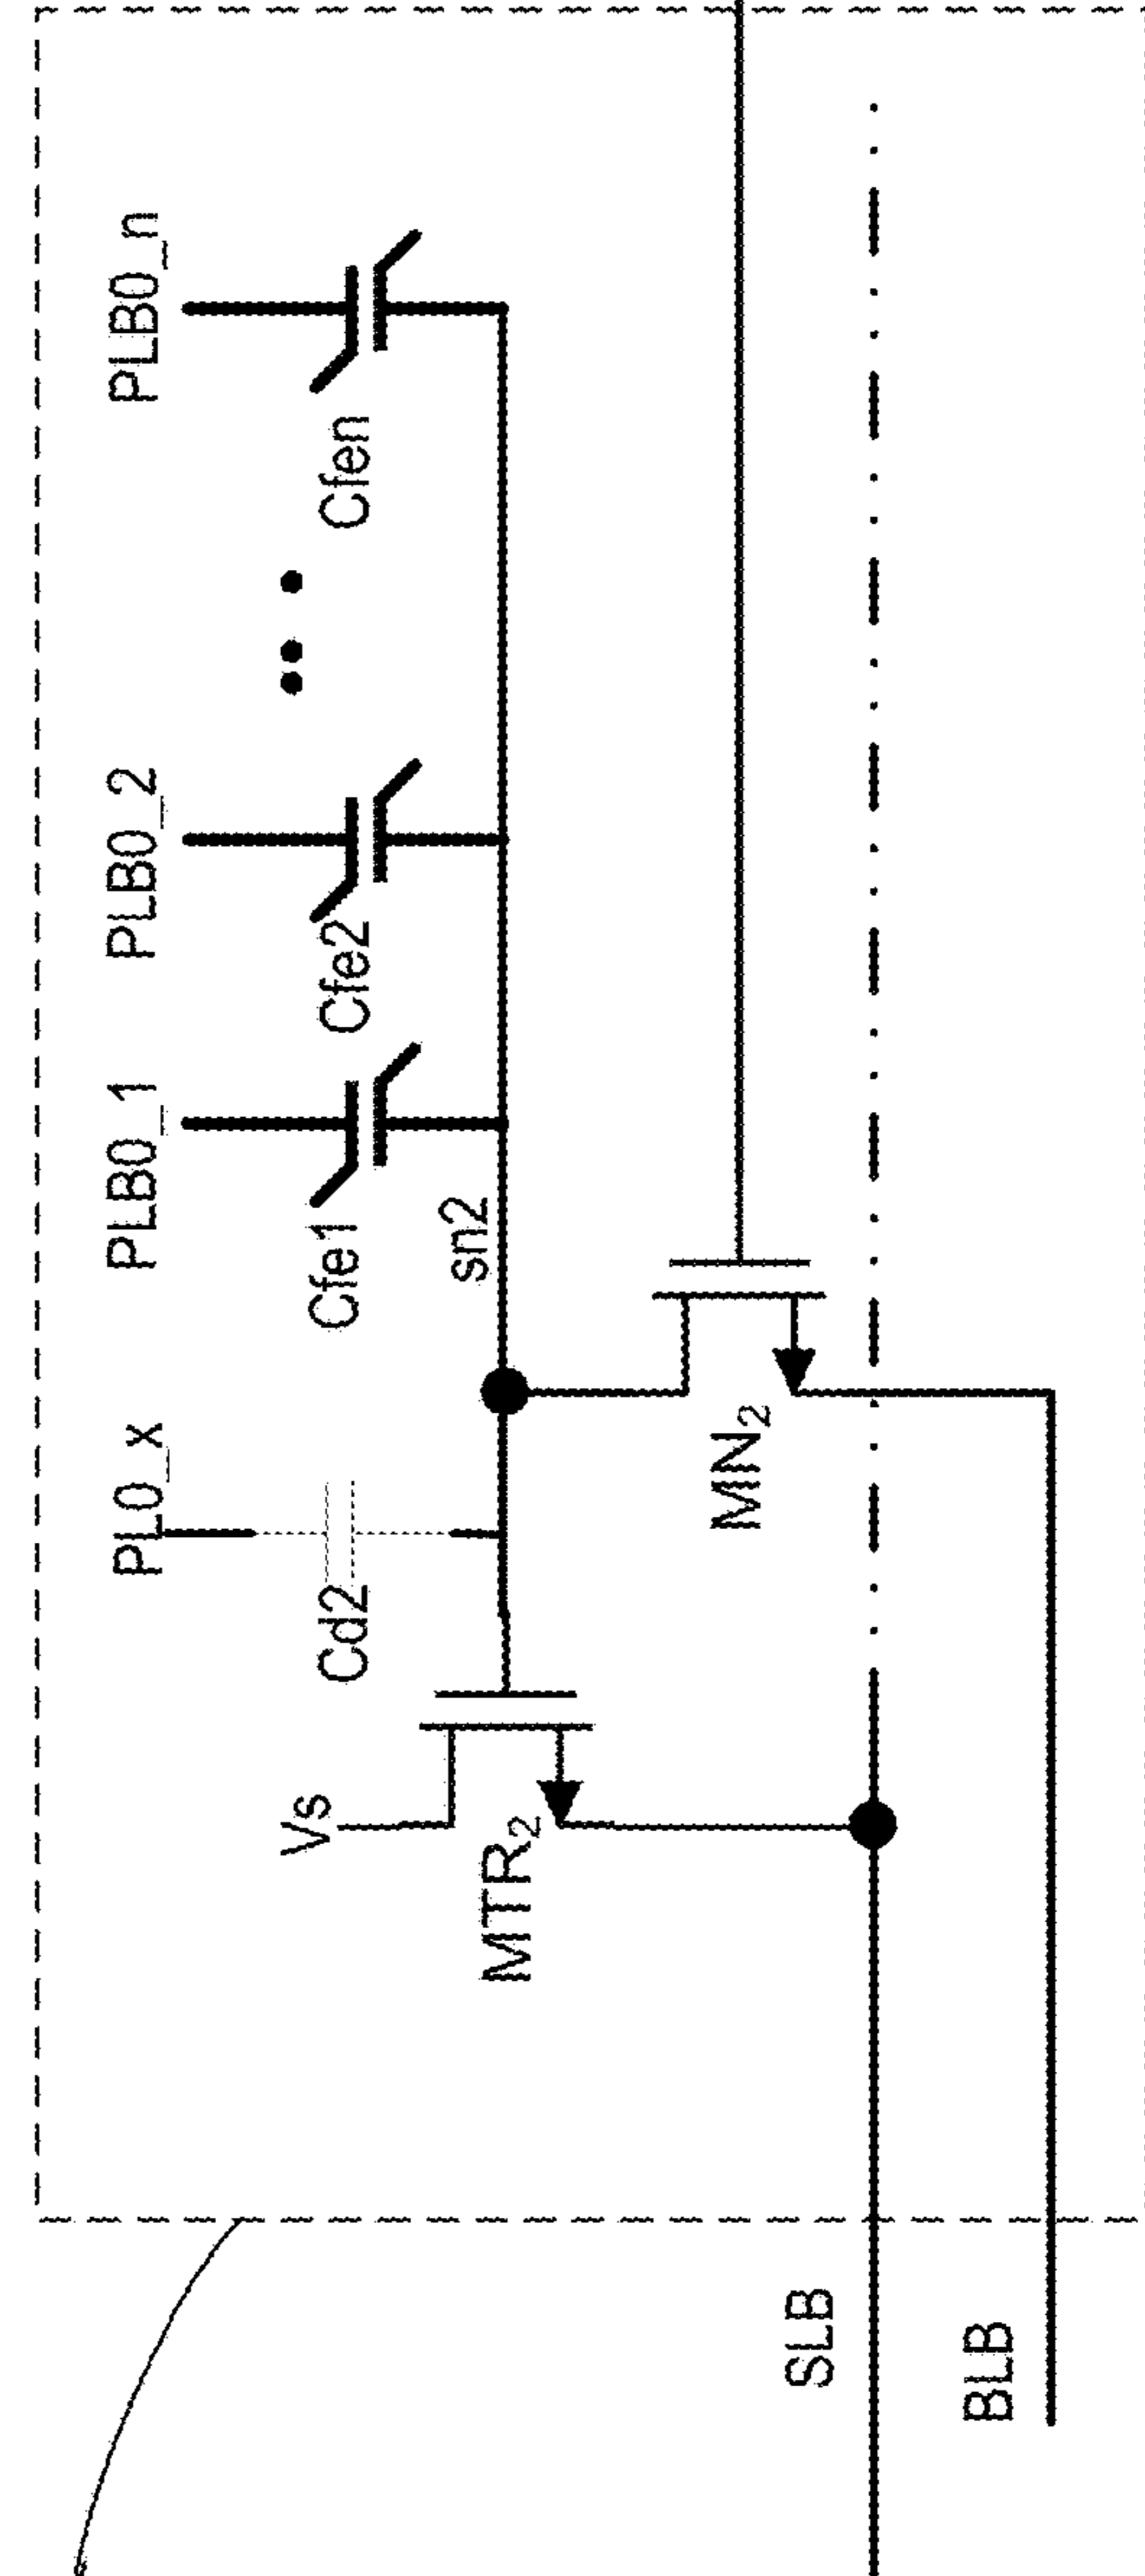 PL0_x
PLB0_1
PLB0_2
PLB0_n
Vs
Cd2
Cfe1
Cfe2
Cfen
sn2
MTR₂
MN₂
SLB
BLB